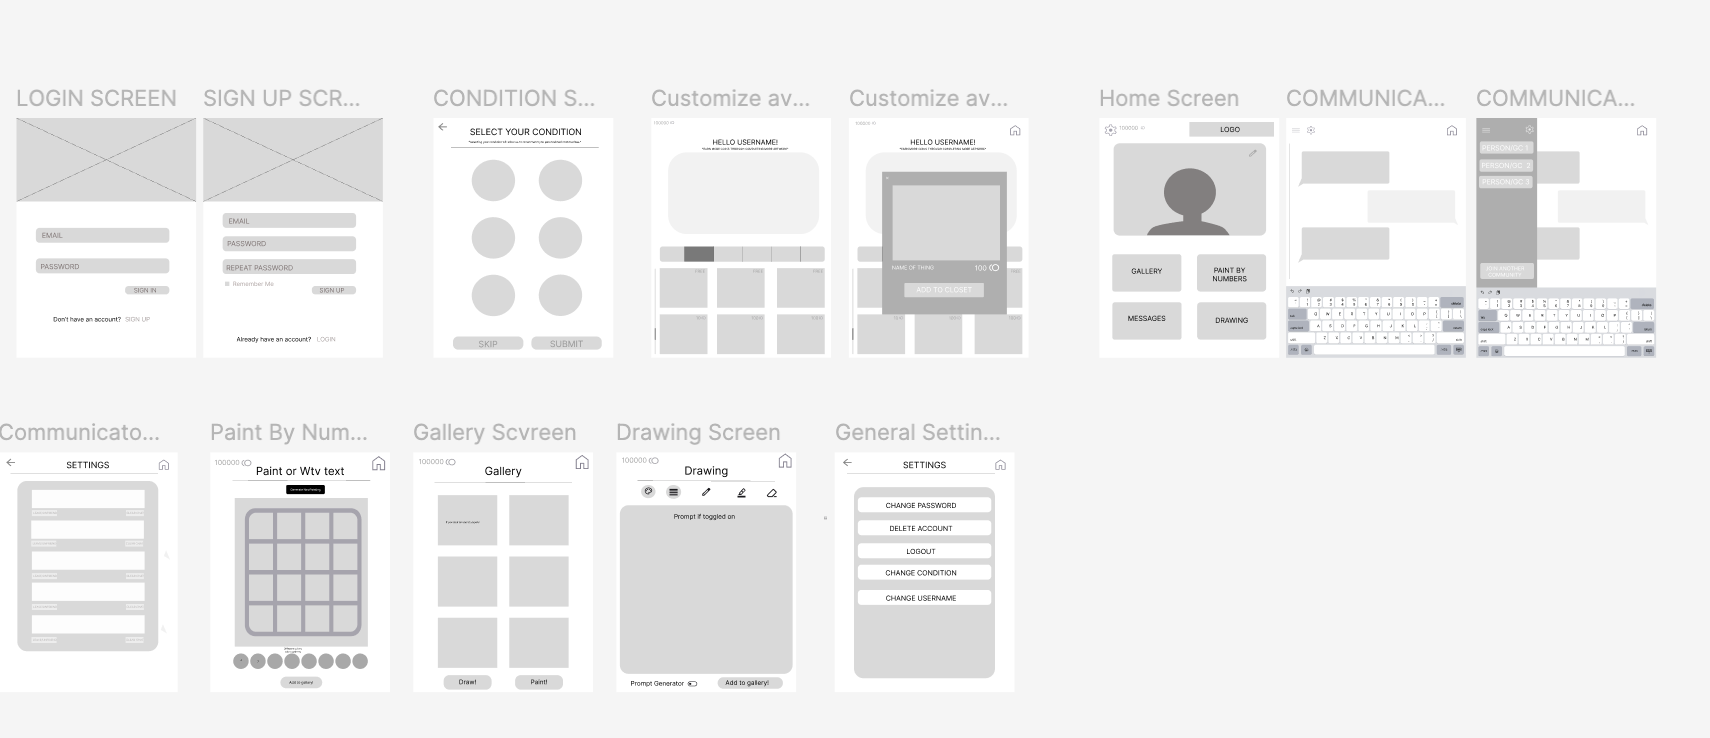 LOGIN SCREEN
SIGN UP SCR...
CONDITION S...
Customize av...
Customize av...
Home Screen
COMMUNICA...
COMMUNICA...
EMAIL
PASSWORD
SIGN IN
Don't have an account? SIGN UP
EMAIL
PASSWORD
REPEAT PASSWORD
Remember Me
SIGN UP
Already have an account? LOGIN
SELECT YOUR CONDITION
SKIP
SUBMIT
100000
HELLO USERNAME!
HELLO USERNAME!
NAME OF THING
100
ADD TO CLOSET
100000
LOGO
GALLERY
PAINT BY
NUMBERS
MESSAGES
DRAWING
PERSON/GC 1
PERSON/GC 2
PERSON/GC 3
JOIN ANOTHER
COMMUNITY
Communicato...
Paint By Num...
Gallery Scvreen
Drawing Screen
General Settin...
SETTINGS
100000
Paint or Wtv text
Add to gallery!
100000
Gallery
Draw!
Paint!
100000
Drawing
Prompt if toggled on
Prompt Generator
Add to gallery!
SETTINGS
CHANGE PASSWORD
DELETE ACCOUNT
LOGOUT
CHANGE CONDITION
CHANGE USERNAME